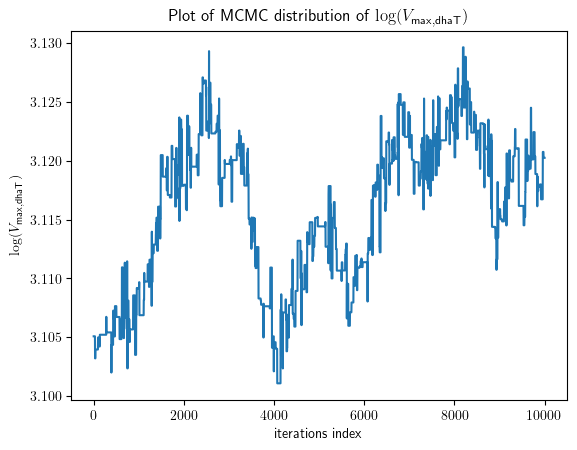 Plot of MCMC distribution of log(V_max,dhaT)
log(V_max,dhaT)
3.130
3.125
3.120
3.115
3.110
3.105
3.100
0 2000 4000 6000 8000 10000
iterations index